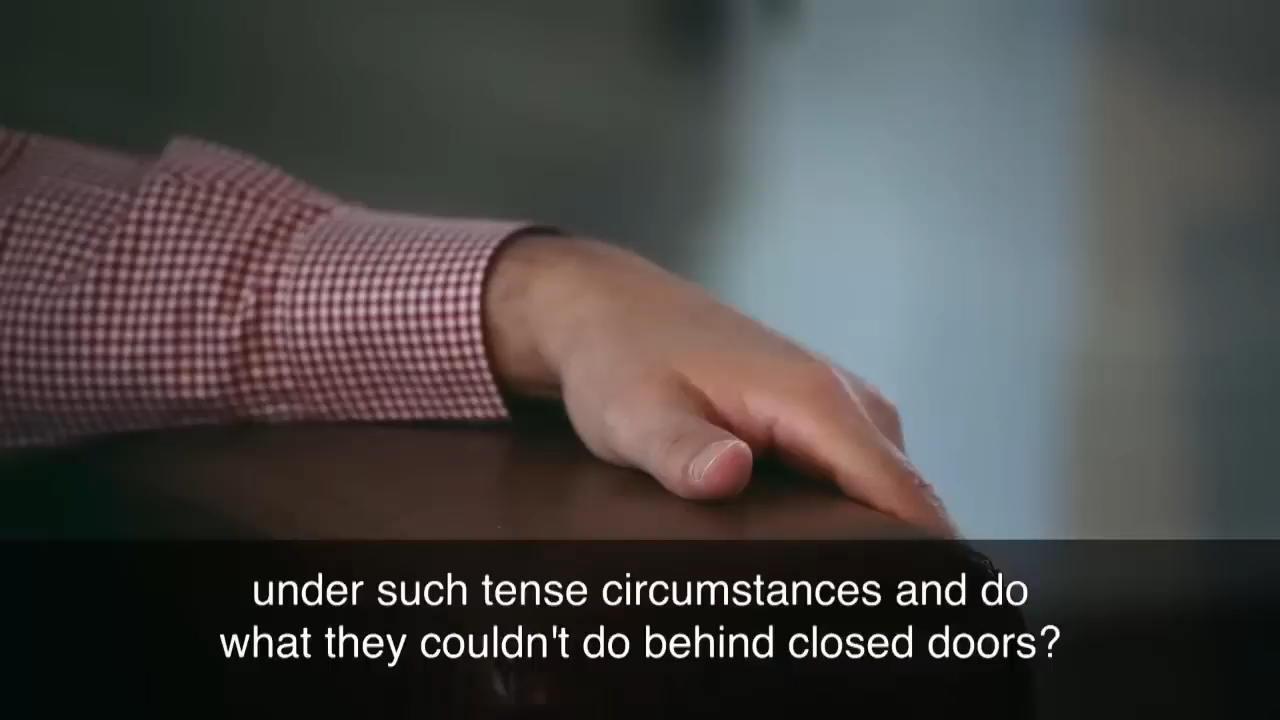 under such tense circumstances and do
what they couldn't do behind closed doors?